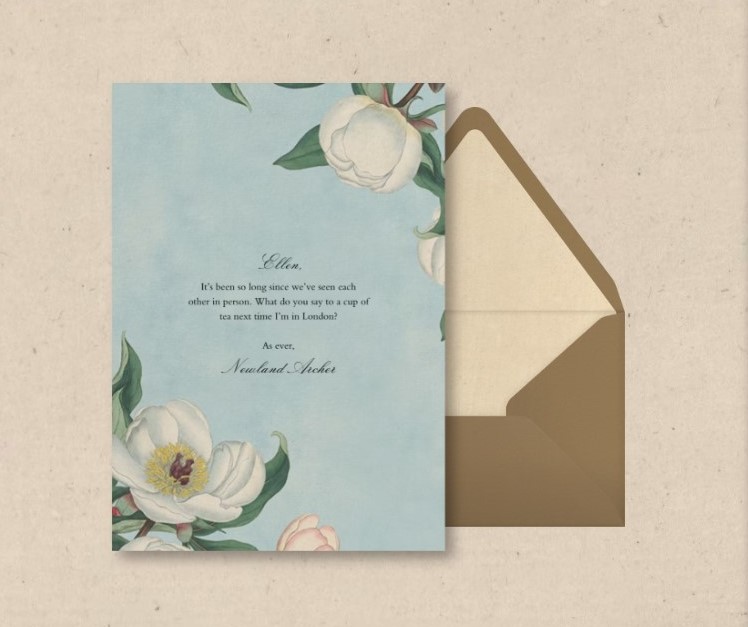 Ellen,
It's been so long since we've seen each
other in person. What do you say to a cup of
tea next time I'm in London?
As ever,
Newland Archer